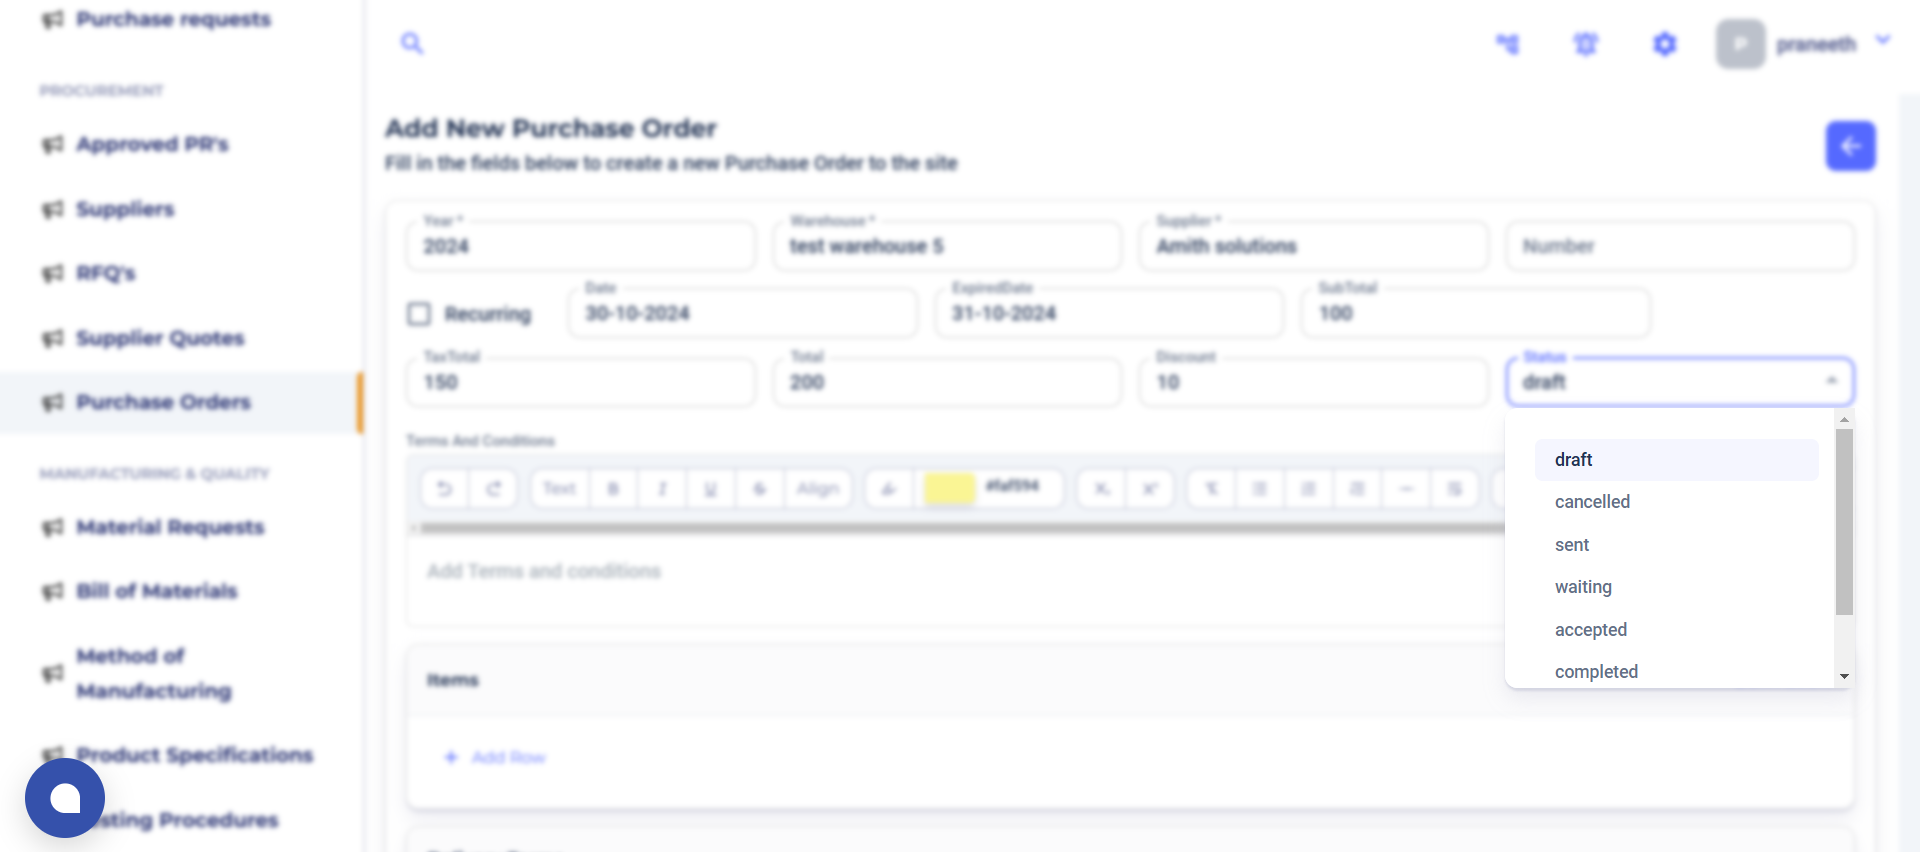 Purchase requests
PROCUREMENT
Approved PR's
Suppliers
RFQ's
Supplier Quotes
Purchase Orders
MANUFACTURING & QUALITY
Material Requests
Bill of Materials
Method of
Manufacturing
Product Specifications
sting Procedures
P
praneeth
Add New Purchase Order
Fill in the fields below to create a new Purchase Order to the site
Year *
2024
Warehouse *
test warehouse 5
Supplier *
Amith solutions
Number
Recurring
Date
30-10-2024
ExpiredDate
31-10-2024
SubTotal
100
TaxTotal
150
Total
200
Discount
10
Status
draft
draft
cancelled
sent
waiting
accepted
completed
Terms And Conditions
Text
B
I
U
S
Align
#faf594
Add Terms and conditions
Items
+ Add Row